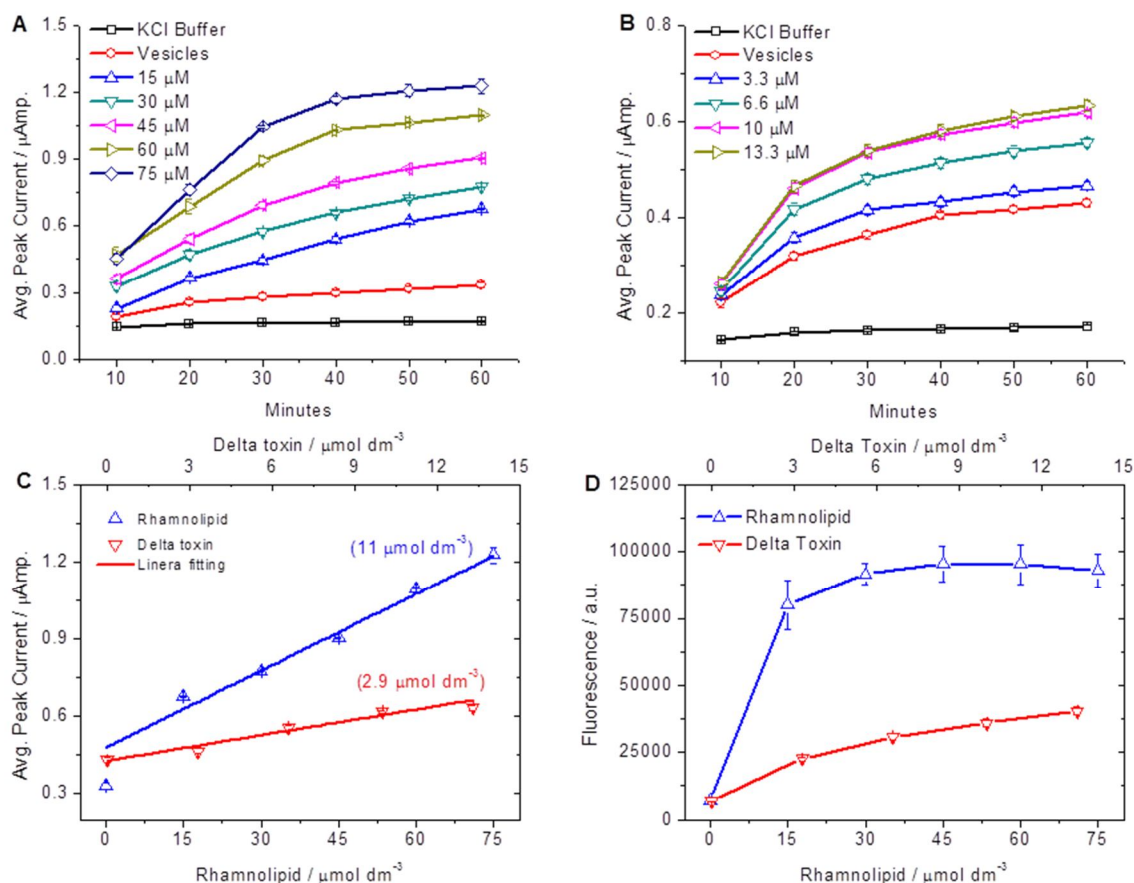 A
KCl Buffer
Vesicles
15 μM
30 μM
45 μM
60 μM
75 μM
1.5
1.2
0.9
0.6
0.3
0.0
Avg. Peak Current / μAmp.
10 20 30 40 50 60
Minutes
B
KCl Buffer
Vesicles
3.3 μM
6.6 μM
10 μM
13.3 μM
0.8
0.6
0.4
0.2
Avg. Peak Current / μAmp.
10 20 30 40 50 60
Minutes
C
Delta toxin / μmol dm⁻³
0 3 6 9 12 15
Rhamnolipid
Delta toxin
Linera fitting
(11 μmol dm⁻³)
(2.9 μmol dm⁻³)
1.5
1.2
0.9
0.6
0.3
Avg. Peak Current / μAmp.
0 15 30 45 60 75
Rhamnolipid / μmol dm⁻³
D
Delta Toxin / μmol dm⁻³
0 3 6 9 12 15
Rhamnolipid
Delta Toxin
125000
100000
75000
50000
25000
0
Fluorescence / a.u.
0 15 30 45 60 75
Rhamnolipid / μmol dm⁻³